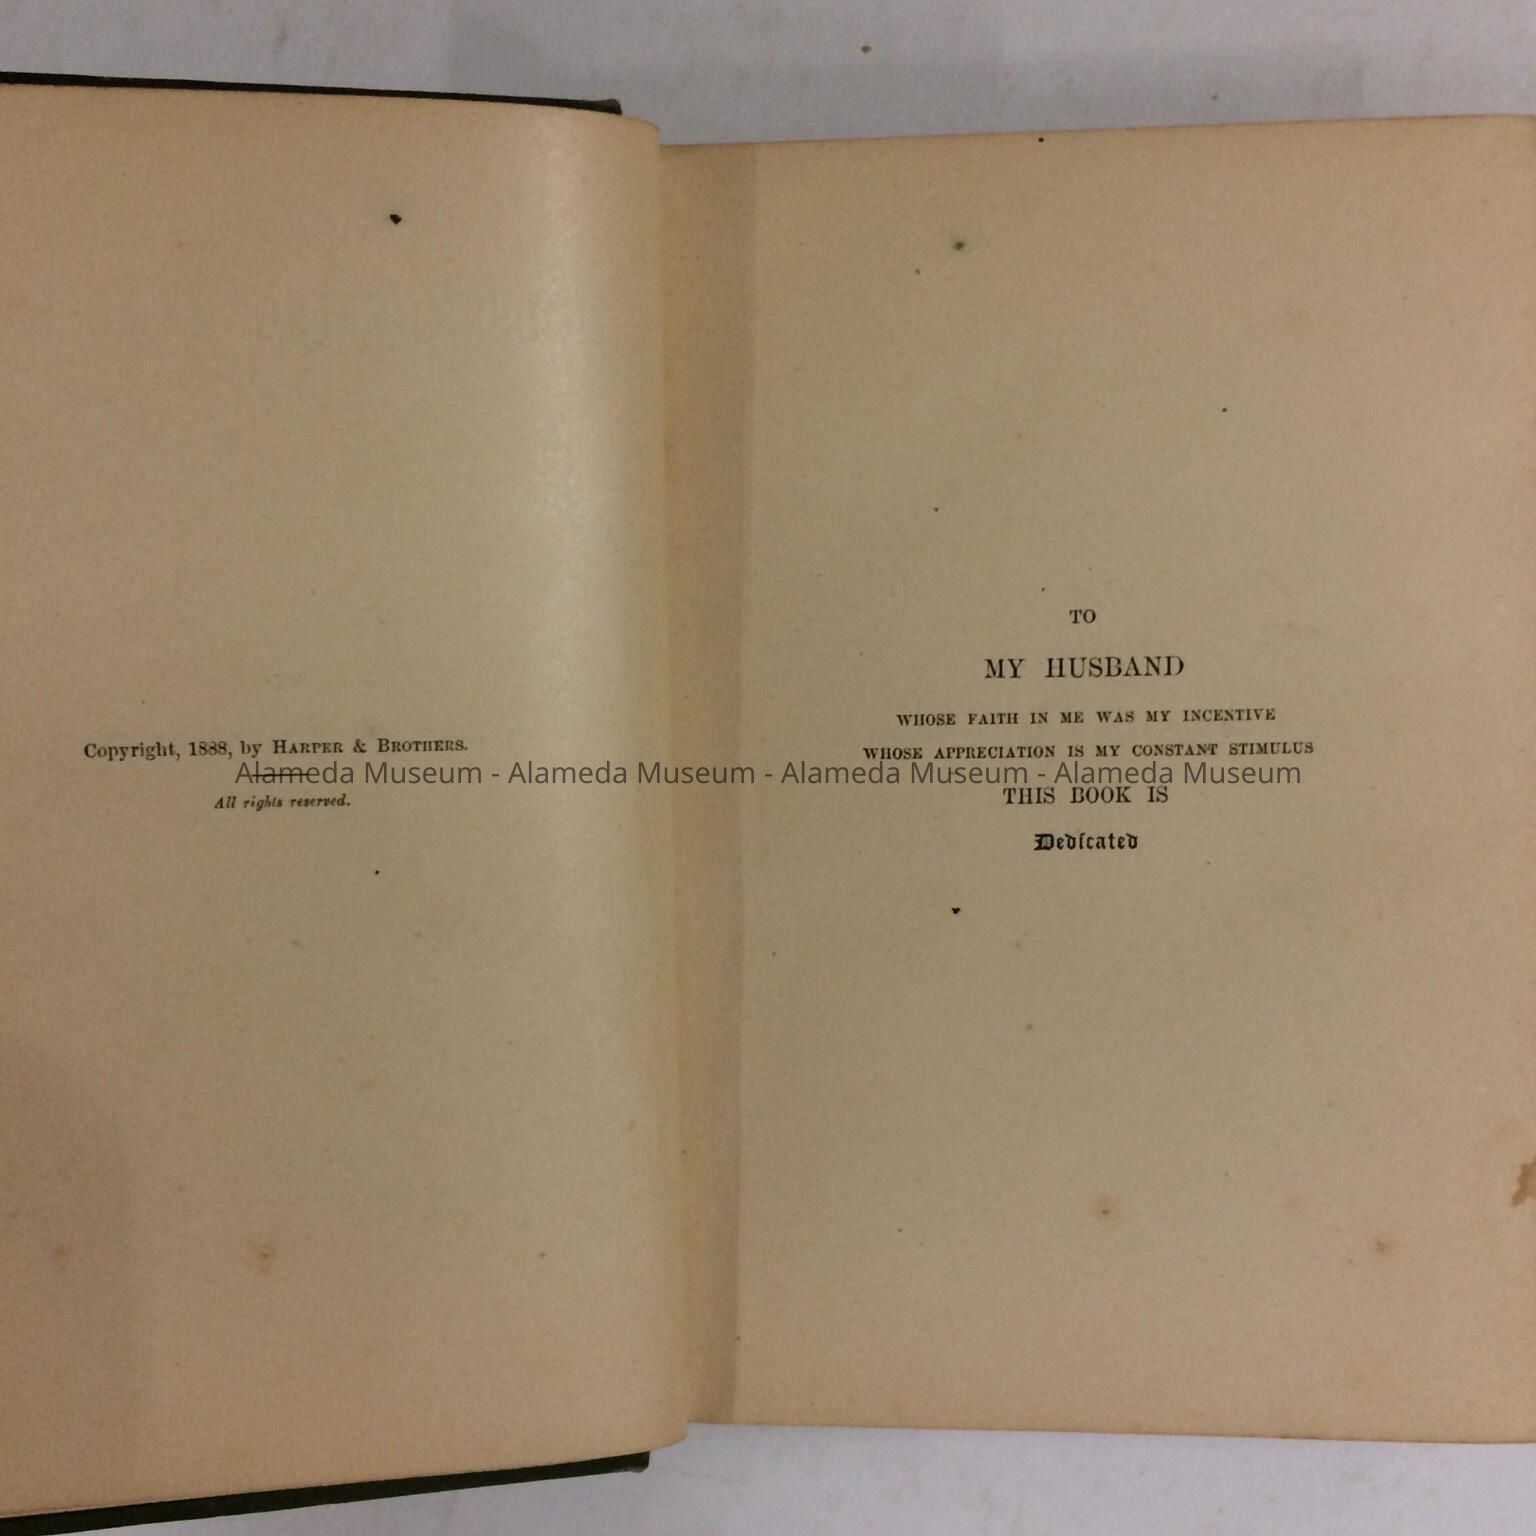 Copyright, 1888, by HARPER & BROTHERS.
All rights reserved.
TO
MY HUSBAND
WHOSE FAITH IN ME WAS MY INCENTIVE
WHOSE APPRECIATION IS MY CONSTANT STIMULUS
Alameda Museum - Alameda Museum - Alameda Museum - Alameda Museum
THIS BOOK IS
Dedicated